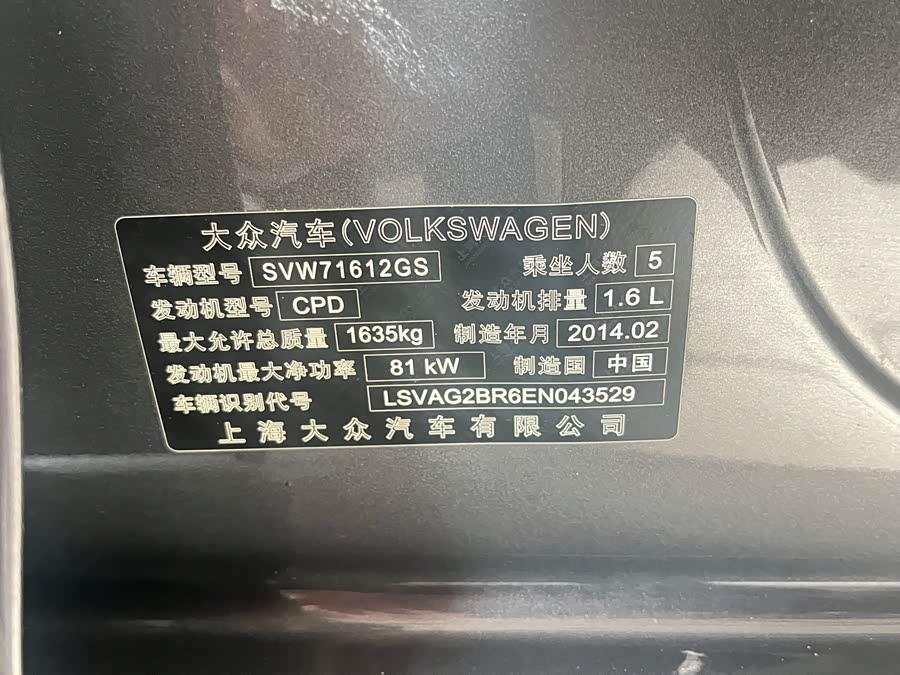 大众汽车(VOLKSWAGEN)
车辆型号 SVW71612GS 乘坐人数 5
发动机型号 CPD 发动机排量 1.6 L
最大允许总质量 1635kg 制造年月 2014.02
发动机最大净功率 81 kW 制造国 中国
车辆识别代号 LSVAG2BR6EN043529
上海大众汽车有限公司